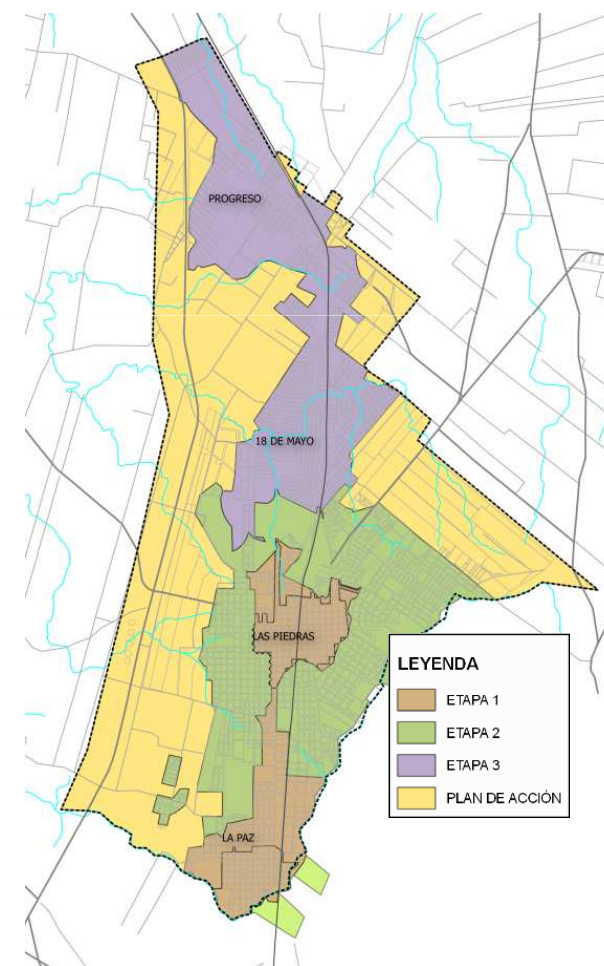 PROGRESO
18 DE MAYO
LAS PIEDRAS
LA PAZ
LEYENDA
ETAPA 1
ETAPA 2
ETAPA 3
PLAN DE ACCIÓN